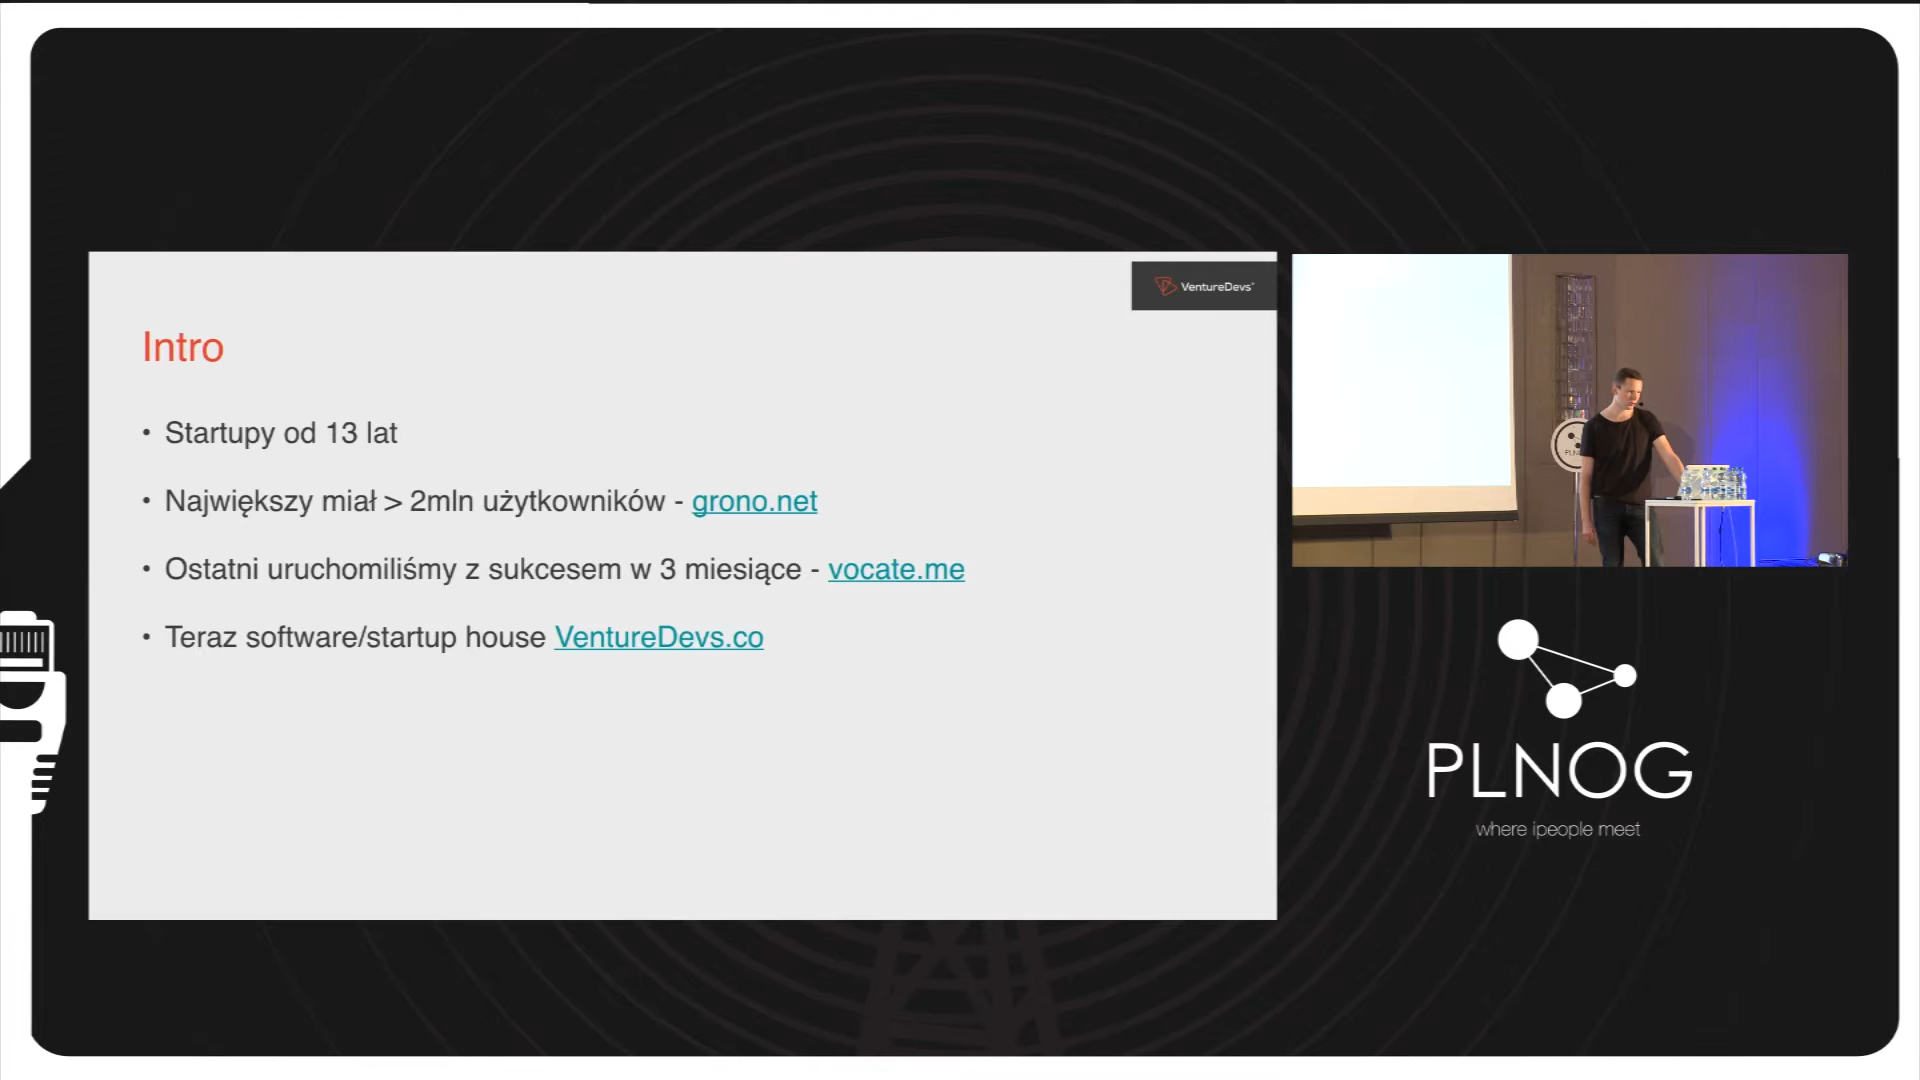 VentureDevs
Intro
• Startupy od 13 lat
• Największy miał > 2mln użytkowników - grono.net
• Ostatni uruchomiliśmy z sukcesem w 3 miesiące - vocate.me
• Teraz software/startup house VentureDevs.co
PLNOG
where ipeople meet